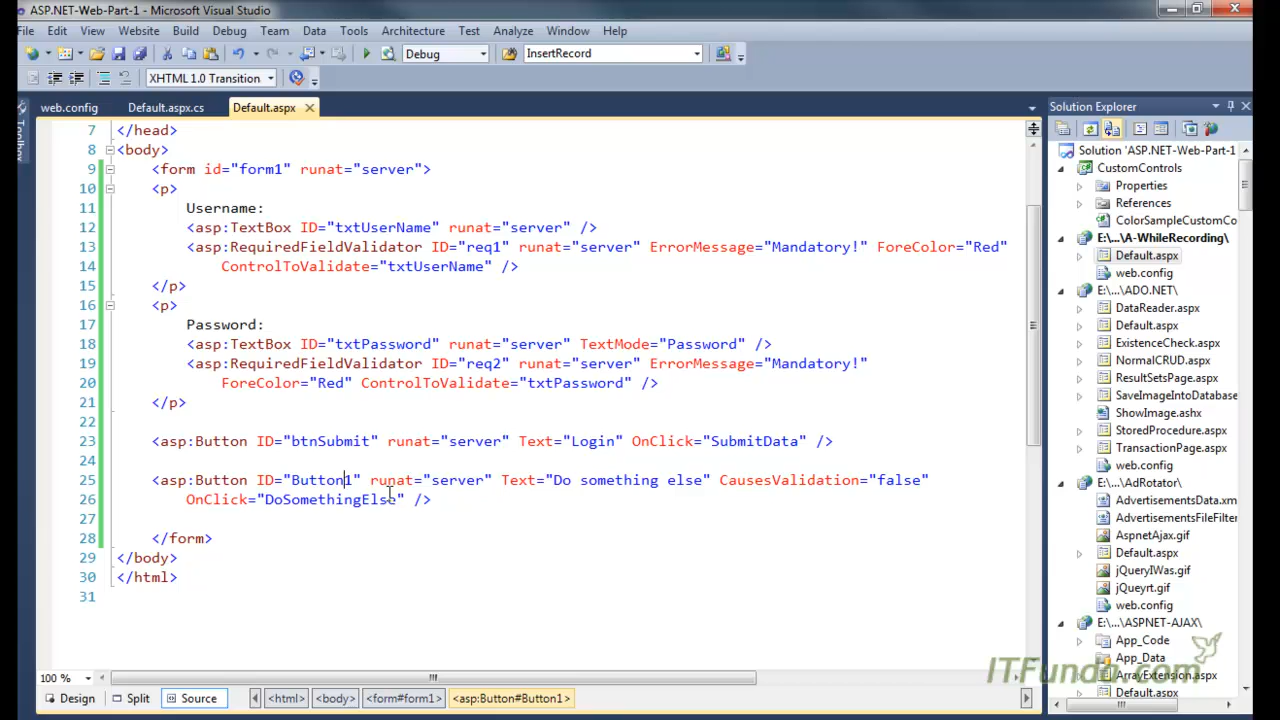 ASP.NET-Web-Part-1 - Microsoft Visual Studio
File Edit View Website Build Debug Team Data Tools Architecture Test Analyze Window Help
Debug InsertRecord
XHTML 1.0 Transition
web.config Default.aspx.cs Default.aspx
Toolbox
7 </head>
8 <body>
9 <form id="form1" runat="server">
10 <p>
11 Username:
12 <asp:TextBox ID="txtUserName" runat="server" />
13 <asp:RequiredFieldValidator ID="req1" runat="server" ErrorMessage="Mandatory!" ForeColor="Red"
14 ControlToValidate="txtUserName" />
15 </p>
16 <p>
17 Password:
18 <asp:TextBox ID="txtPassword" runat="server" TextMode="Password" />
19 <asp:RequiredFieldValidator ID="req2" runat="server" ErrorMessage="Mandatory!"
20 ForeColor="Red" ControlToValidate="txtPassword" />
21 </p>
22
23 <asp:Button ID="btnSubmit" runat="server" Text="Login" OnClick="SubmitData" />
24
25 <asp:Button ID="Button1" runat="server" Text="Do something else" CausesValidation="false"
26 OnClick="DoSomethingElse" />
27
28 </form>
29 </body>
30 </html>
31
100 %
Design Split Source <html> <body> <form#form1> <asp:Button#Button1>
Solution Explorer
Solution 'ASP.NET-Web-Part-1
CustomControls
Properties
References
ColorSampleCustomCo
E:\...\A-WhileRecording\
Default.aspx
web.config
E:\...\ADO.NET\
DataReader.aspx
Default.aspx
ExistenceCheck.aspx
NormalCRUD.aspx
ResultSetsPage.aspx
SaveImageIntoDatabase
ShowImage.ashx
StoredProcedure.aspx
TransactionPage.aspx
web.config
E:\...\AdRotator\
AdvertisementsData.xm
AdvertisementsFileFilter
AspnetAjax.gif
Default.aspx
jQueryIWas.gif
jQueyrt.gif
web.config
E:\...\ASPNET-AJAX\
App_Code
App_Data
ArrayExtension.aspx
Default.aspx
ITFunda.com